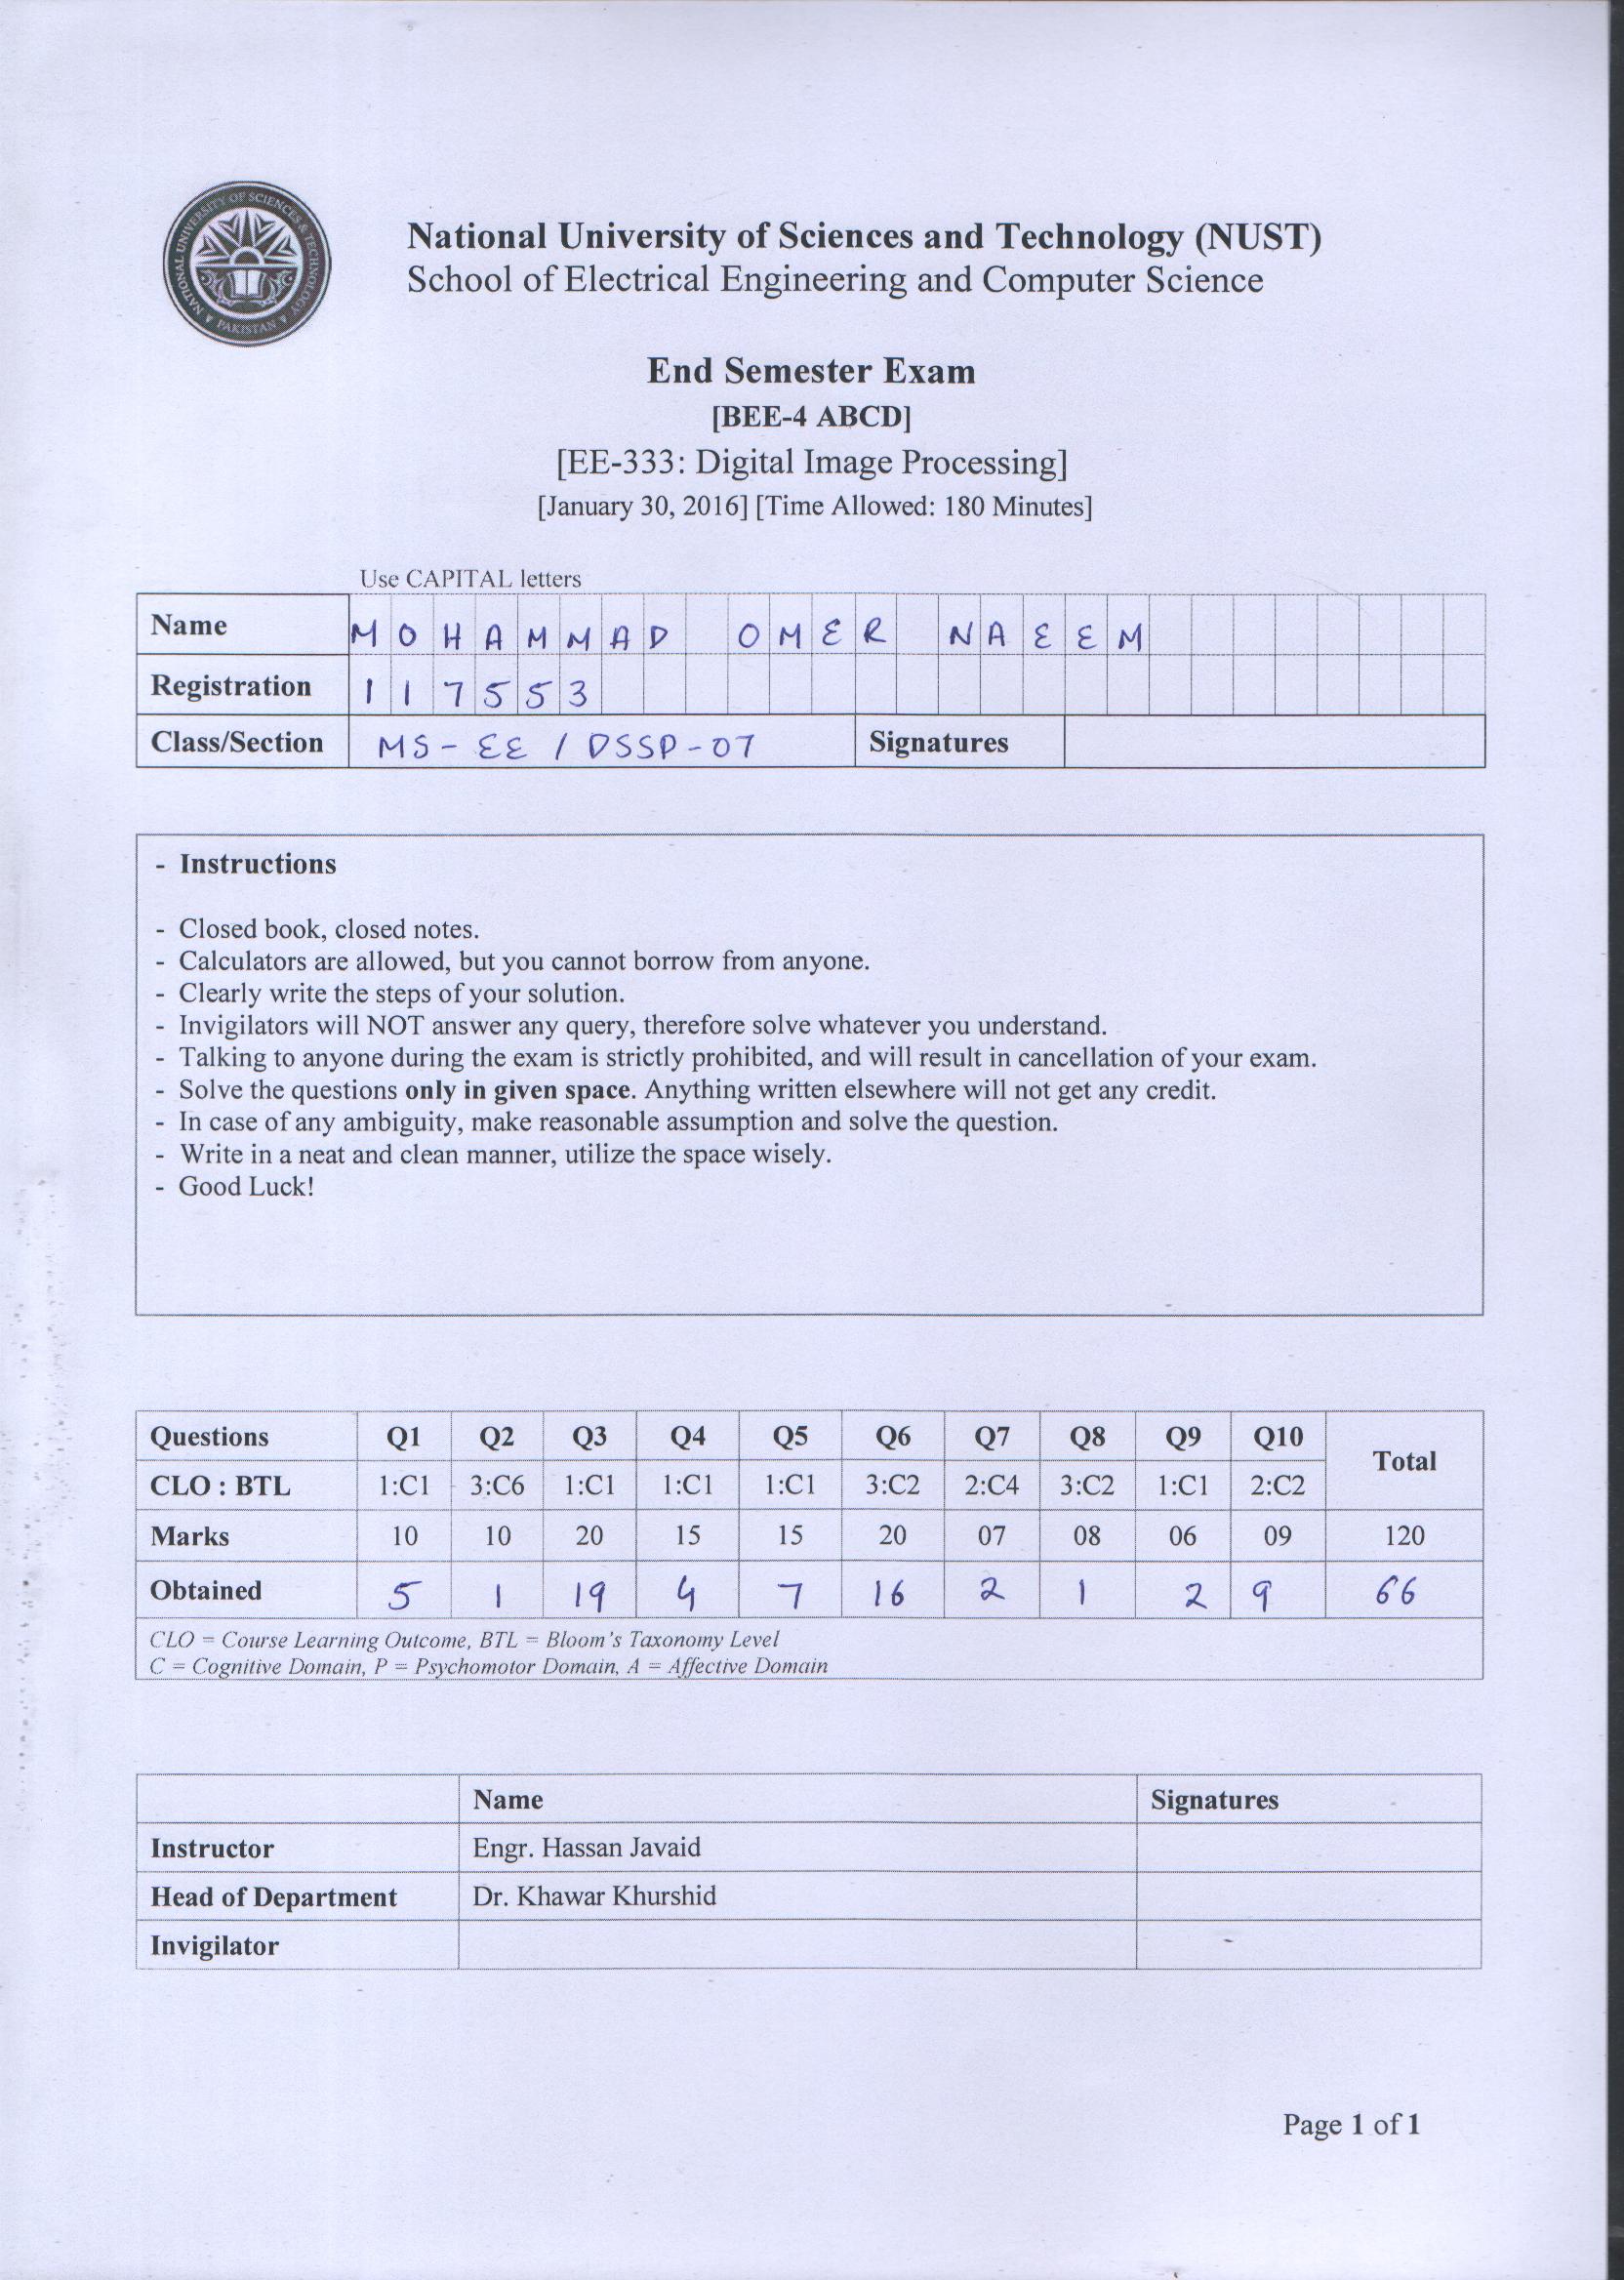 NATIONAL UNIVERSITY OF SCIENCES & TECHNOLOGY
PAKISTAN
National University of Sciences and Technology (NUST)
School of Electrical Engineering and Computer Science
End Semester Exam
[BEE-4 ABCD]
[EE-333: Digital Image Processing]
[January 30, 2016] [Time Allowed: 180 Minutes]
Use CAPITAL letters
Name MOHAMMAD OMER NAEEM
Registration 117553
Class/Section MS-EE / DSSP-07 Signatures
- Instructions
- Closed book, closed notes.
- Calculators are allowed, but you cannot borrow from anyone.
- Clearly write the steps of your solution.
- Invigilators will NOT answer any query, therefore solve whatever you understand.
- Talking to anyone during the exam is strictly prohibited, and will result in cancellation of your exam.
- Solve the questions only in given space. Anything written elsewhere will not get any credit.
- In case of any ambiguity, make reasonable assumption and solve the question.
- Write in a neat and clean manner, utilize the space wisely.
- Good Luck!
Questions Q1 Q2 Q3 Q4 Q5 Q6 Q7 Q8 Q9 Q10 Total
CLO : BTL 1:C1 3:C6 1:C1 1:C1 1:C1 3:C2 2:C4 3:C2 1:C1 2:C2
Marks 10 10 20 15 15 20 07 08 06 09 120
Obtained 5 1 19 4 7 16 2 1 2 9 66
CLO = Course Learning Outcome, BTL = Bloom's Taxonomy Level
C = Cognitive Domain, P = Psychomotor Domain, A = Affective Domain
Name Signatures
Instructor Engr. Hassan Javaid
Head of Department Dr. Khawar Khurshid
Invigilator
Page 1 of 1